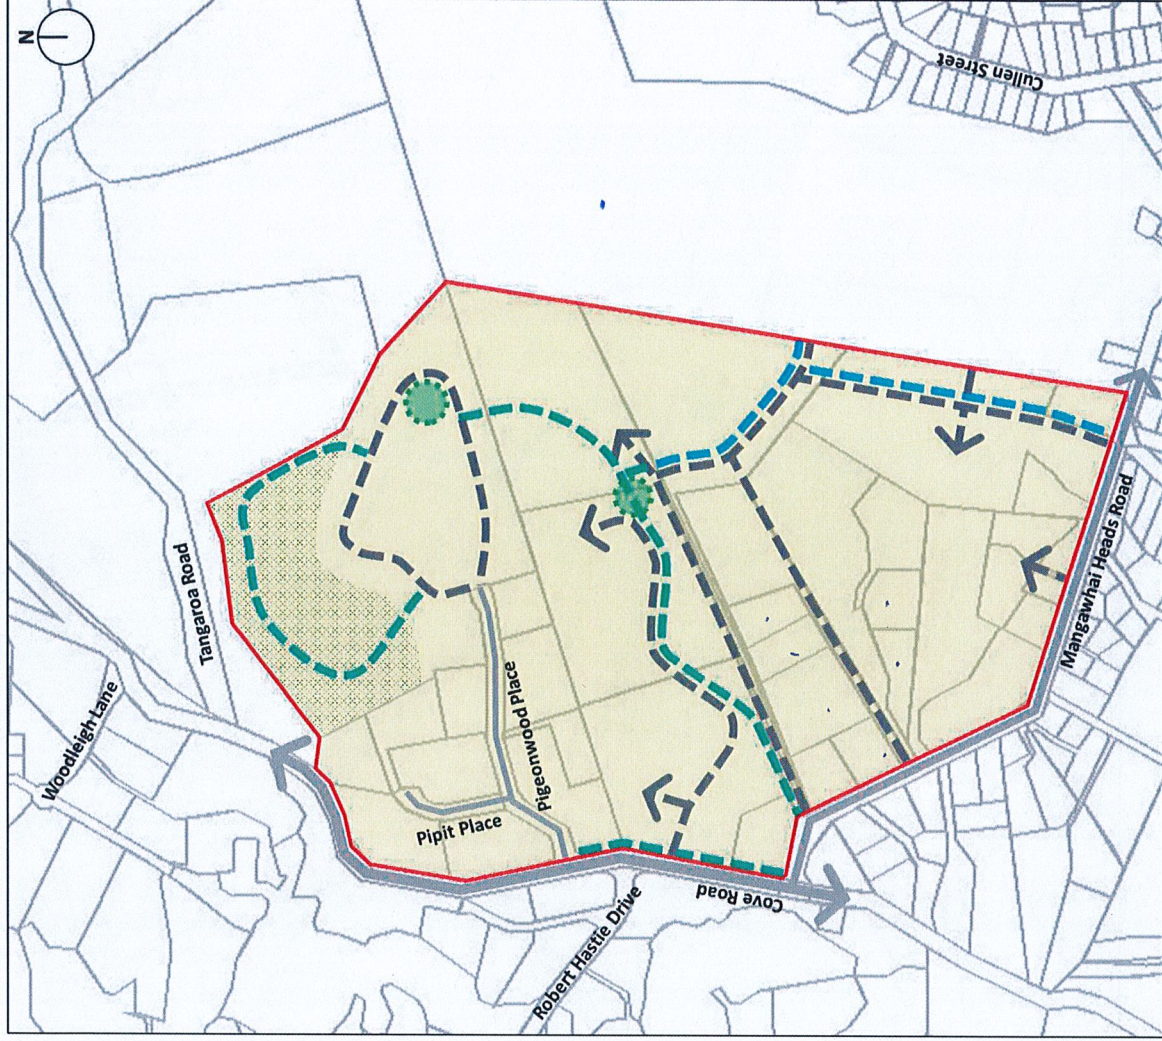 N
Cullen Street
Tangaroa Road
Woodleigh Lane
Pigeonwood Place
Pipit Place
Mangawhai Heads Road
Cove Road
Robert Hastie Drive